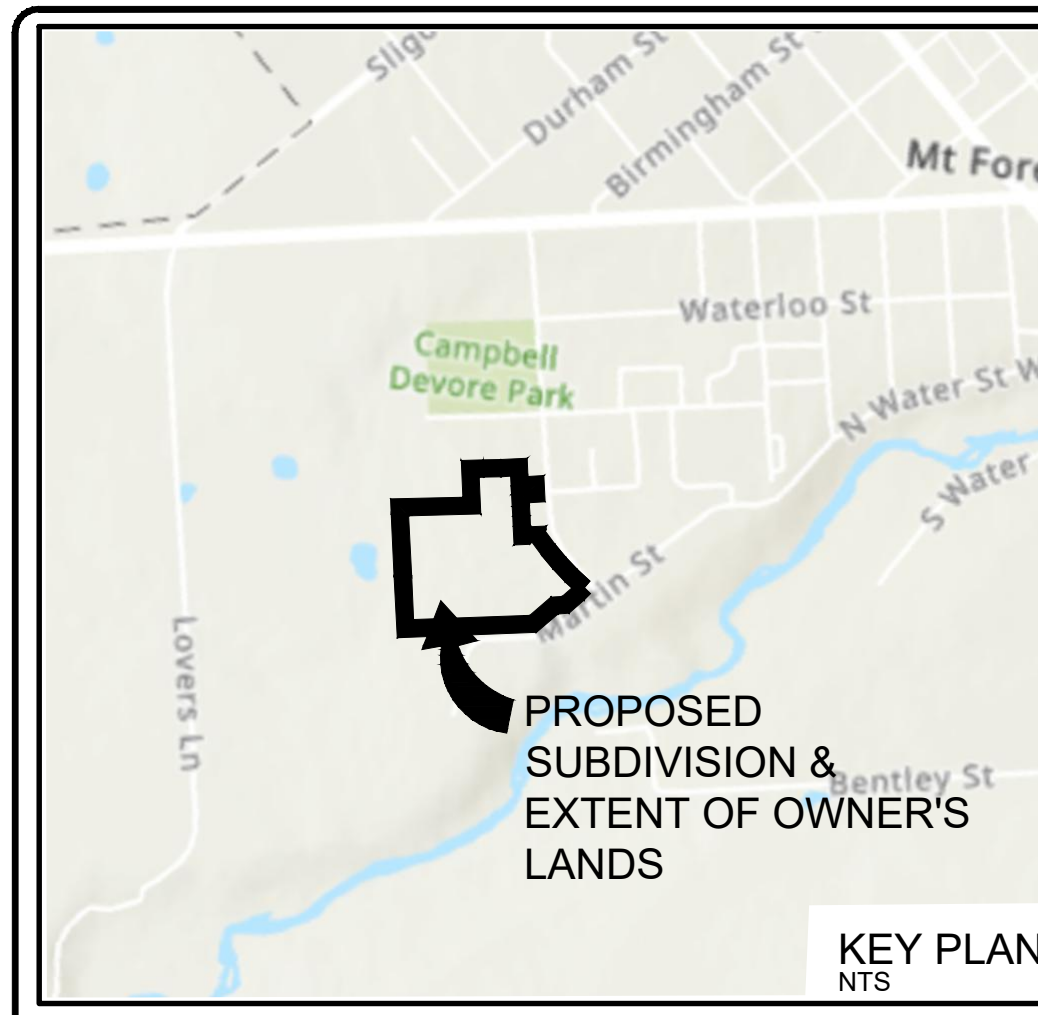 Sligo
Durham St
Birmingham St
Mt Fore
Waterloo St
Campbell
Devore Park
N Water St W
S Water
Martin St
Lovers Ln
PROPOSED
SUBDIVISION &
EXTENT OF OWNER'S
LANDS
Bentley St
KEY PLAN
NTS